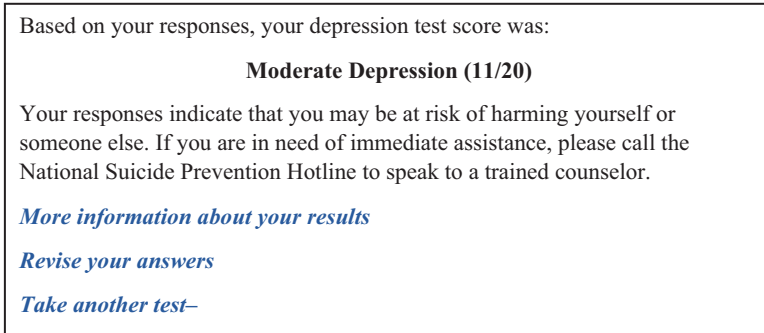 Based on your responses, your depression test score was:
Moderate Depression (11/20)
Your responses indicate that you may be at risk of harming yourself or
someone else. If you are in need of immediate assistance, please call the
National Suicide Prevention Hotline to speak to a trained counselor.
More information about your results
Revise your answers
Take another test–